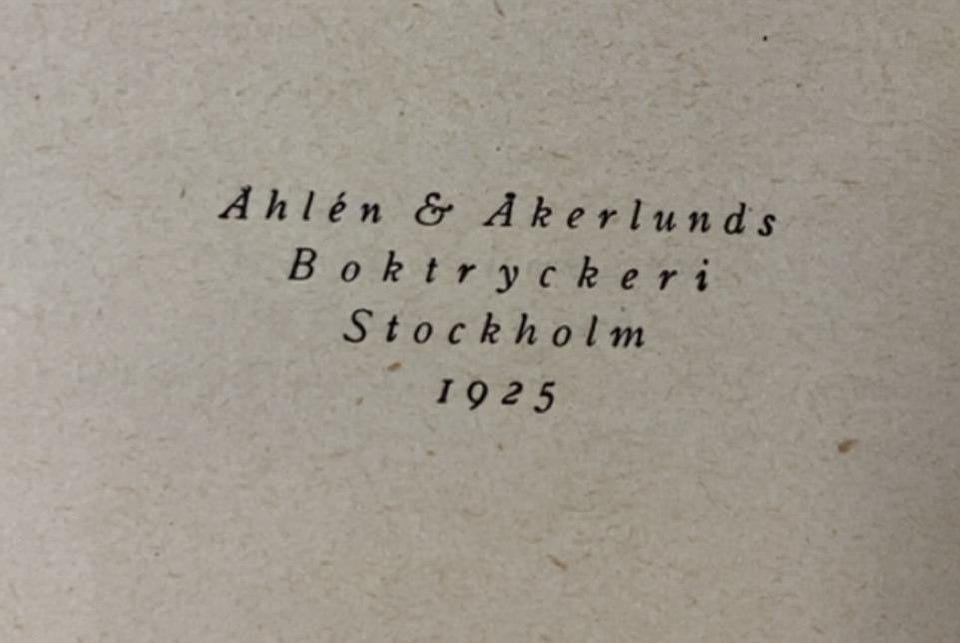 Åhlén & Åkerlunds
Boktryckeri
Stockholm
1925